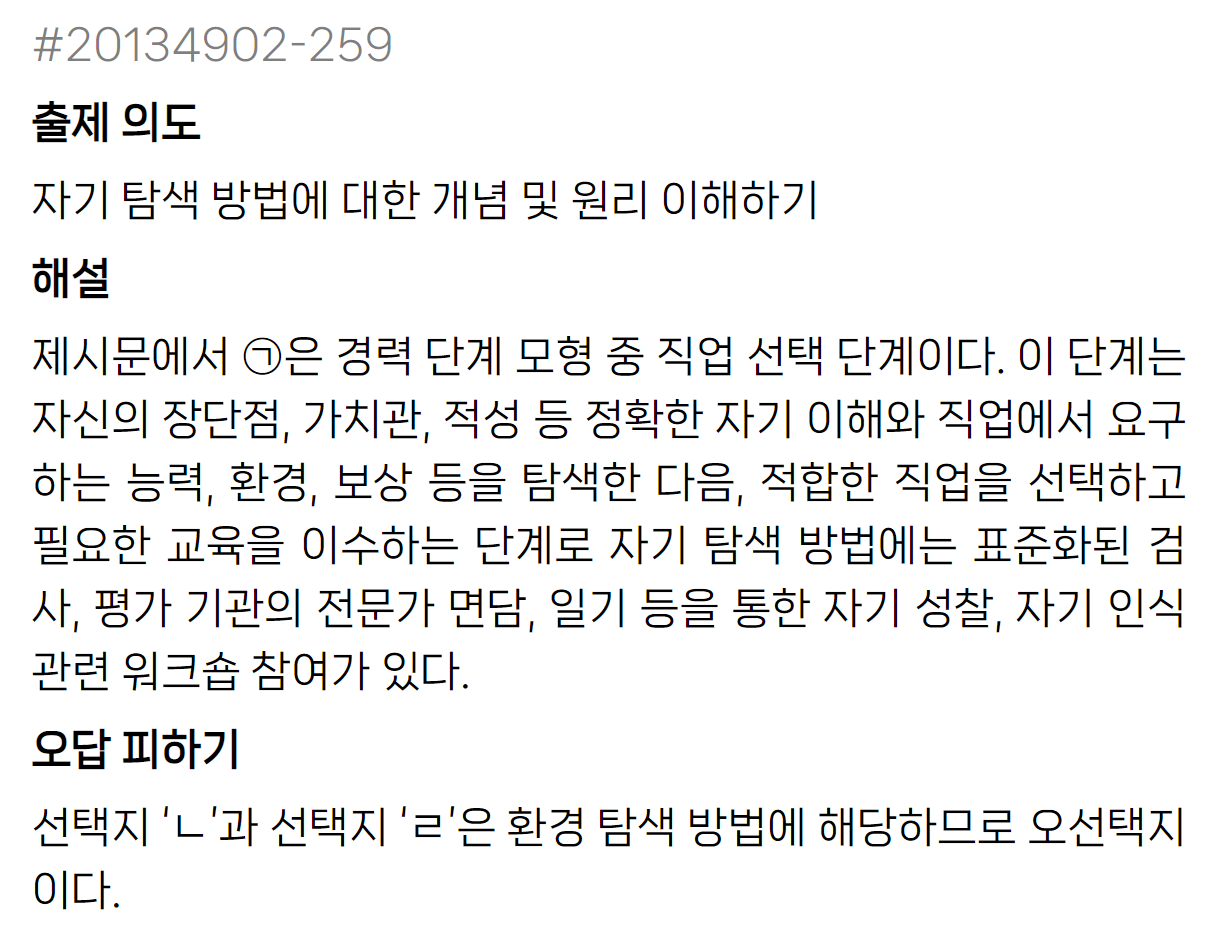 #20134902-259
출제 의도
자기 탐색 방법에 대한 개념 및 원리 이해하기
해설
제시문에서 ㉠은 경력 단계 모형 중 직업 선택 단계이다. 이 단계는
자신의 장단점, 가치관, 적성 등 정확한 자기 이해와 직업에서 요구
하는 능력, 환경, 보상 등을 탐색한 다음, 적합한 직업을 선택하고
필요한 교육을 이수하는 단계로 자기 탐색 방법에는 표준화된 검
사, 평가 기관의 전문가 면담, 일기 등을 통한 자기 성찰, 자기 인식
관련 워크숍 참여가 있다.
오답 피하기
선택지 ‘ㄴ’과 선택지 ‘ㄹ’은 환경 탐색 방법에 해당하므로 오선택지
이다.